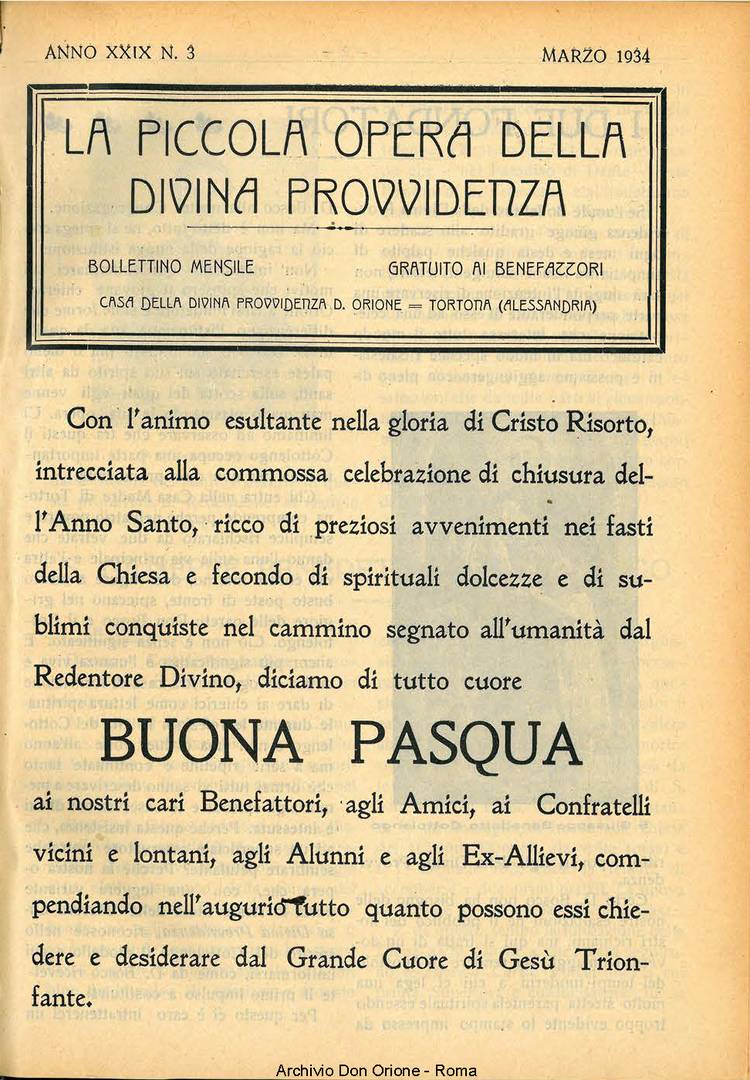 ANNO XXIX N. 3
MARZO 1934
LA PICCOLA OPERA DELLA
DIVINA PROVVIDENZA
BOLLETTINO MENSILE
GRATUITO AI BENEFATTORI
CASA DELLA DIVINA PROVVIDENZA D. ORIONE = TORTONA (ALESSANDRIA)
Con l'animo esultante nella gloria di Cristo Risorto,
intrecciata alla commossa celebrazione di chiusura del-
l'Anno Santo, ricco di preziosi avvenimenti nei fasti
della Chiesa e fecondo di spirituali dolcezze e di su-
blimi conquiste nel cammino segnato all'umanità dal
Redentore Divino, diciamo di tutto cuore
BUONA PASQUA
ai nostri cari Benefattori, agli Amici, ai Confratelli
vicini e lontani, agli Alunni e agli Ex-Allievi, com-
pendiando nell'augurio tutto quanto possono essi chie-
dere e desiderare dal Grande Cuore di Gesù Trion-
fante.
Archivio Don Orione - Roma